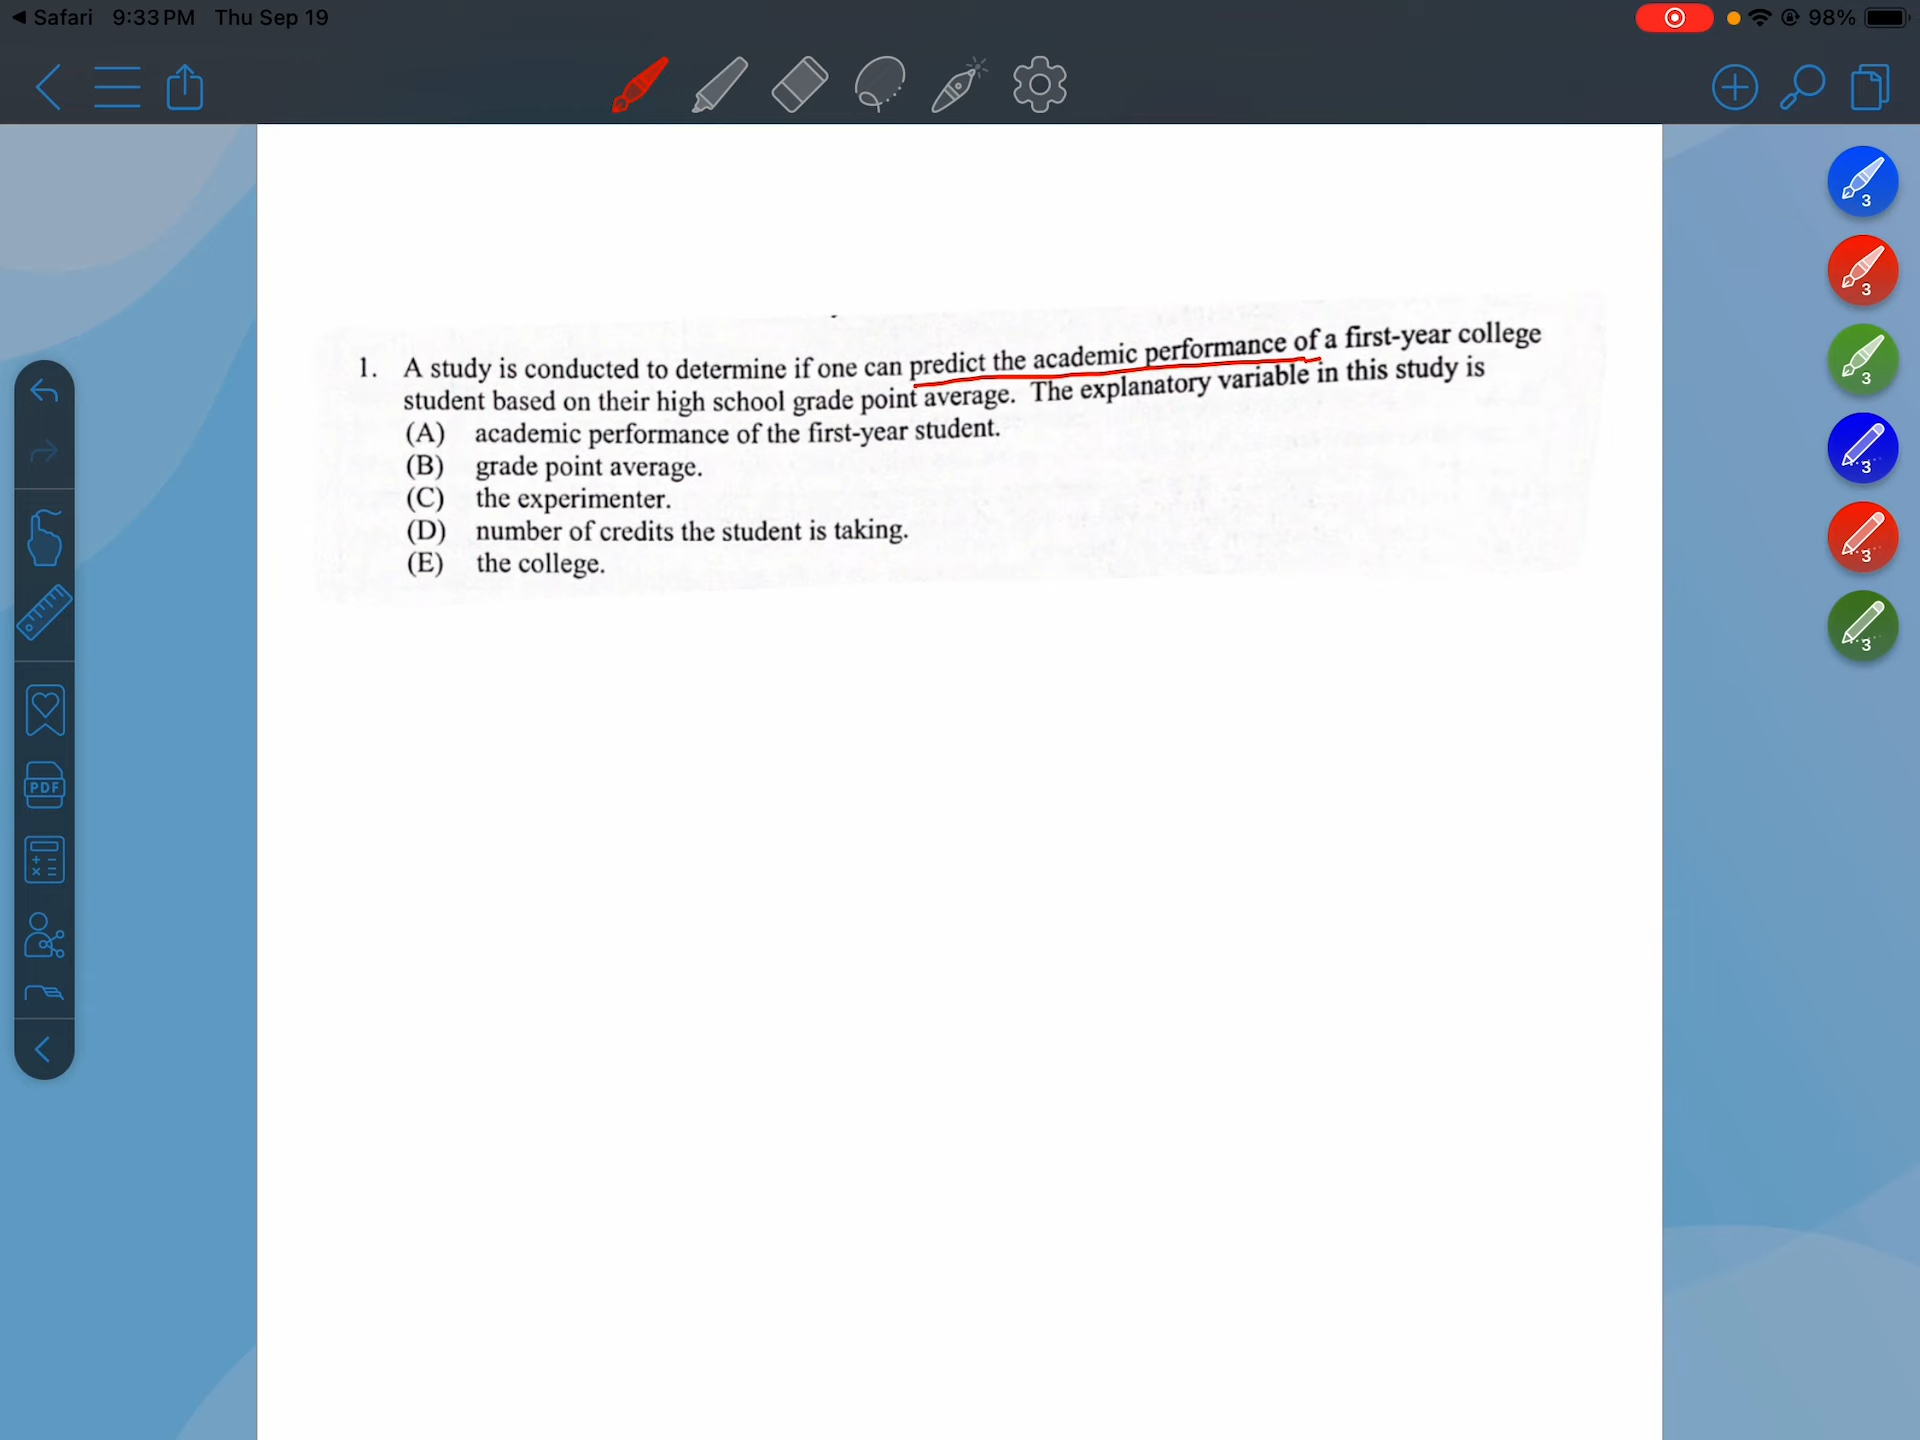 Safari 9:33 PM Thu Sep 19 98%
1. A study is conducted to determine if one can predict the academic performance of a first-year college
student based on their high school grade point average. The explanatory variable in this study is
(A) academic performance of the first-year student.
(B) grade point average.
(C) the experimenter.
(D) number of credits the student is taking.
(E) the college.
3
3
3
3
3
3
PDF